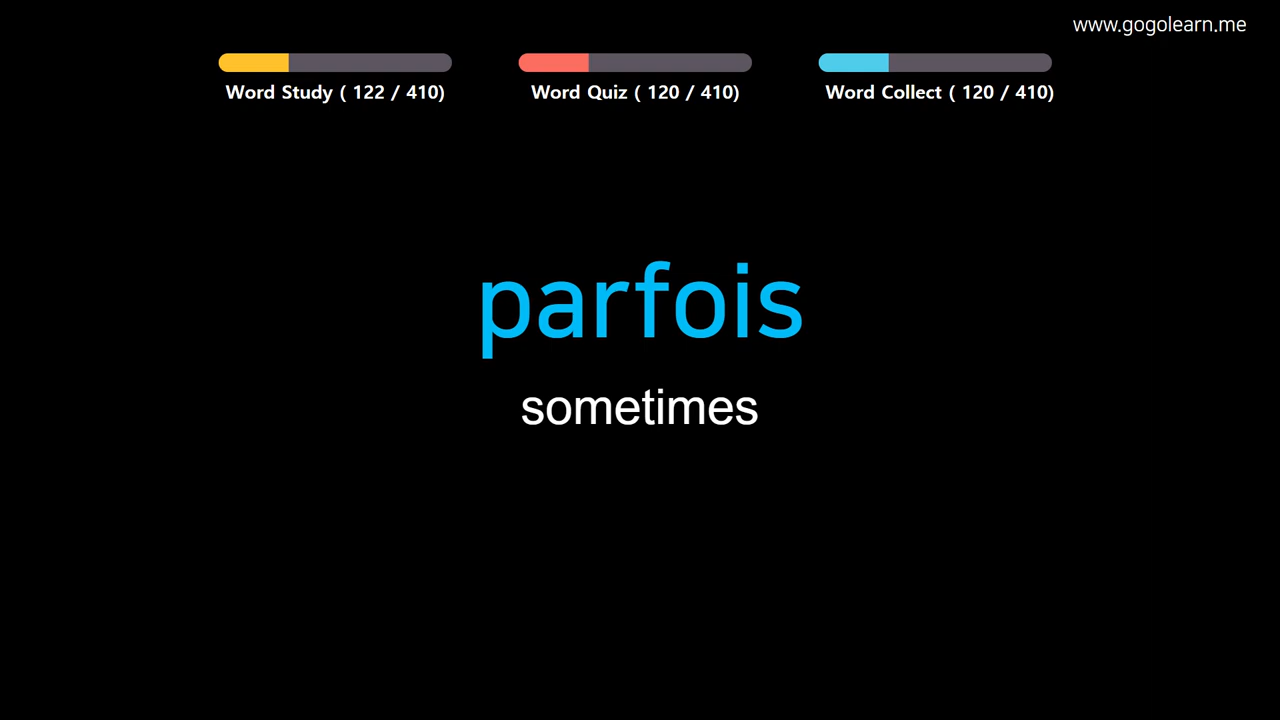 www.gogolearn.me
Word Study ( 122 / 410)
Word Quiz ( 120 / 410)
Word Collect ( 120 / 410)
parfois
sometimes